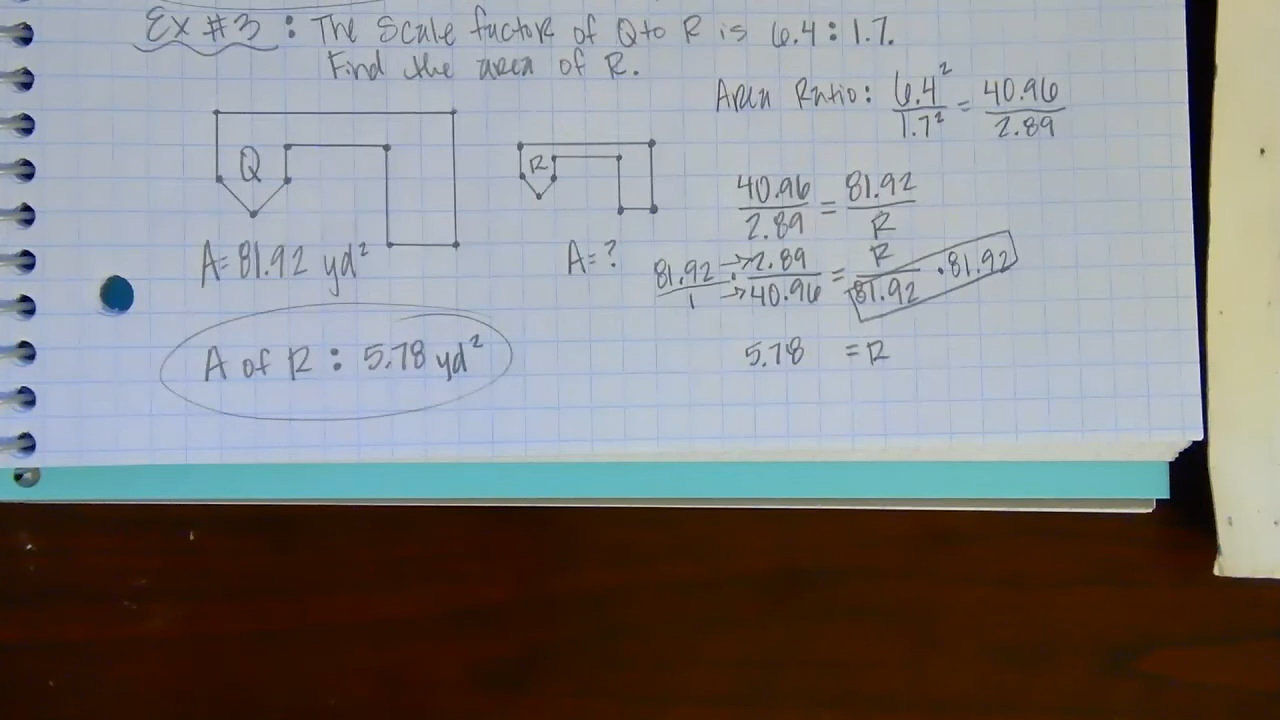 Ex #3 : The Scale factor of Q to R is 6.4 : 1.7.
Find the area of R.
Area Ratio: 6.4²/1.7² = 40.96/2.89
Q
R
40.96/2.89 = 81.92/R
A = 81.92 yd²
A = ?
81.92/1 · 2.89/40.96 = R/81.92 · 81.92
5.78 = R
A of R : 5.78 yd²